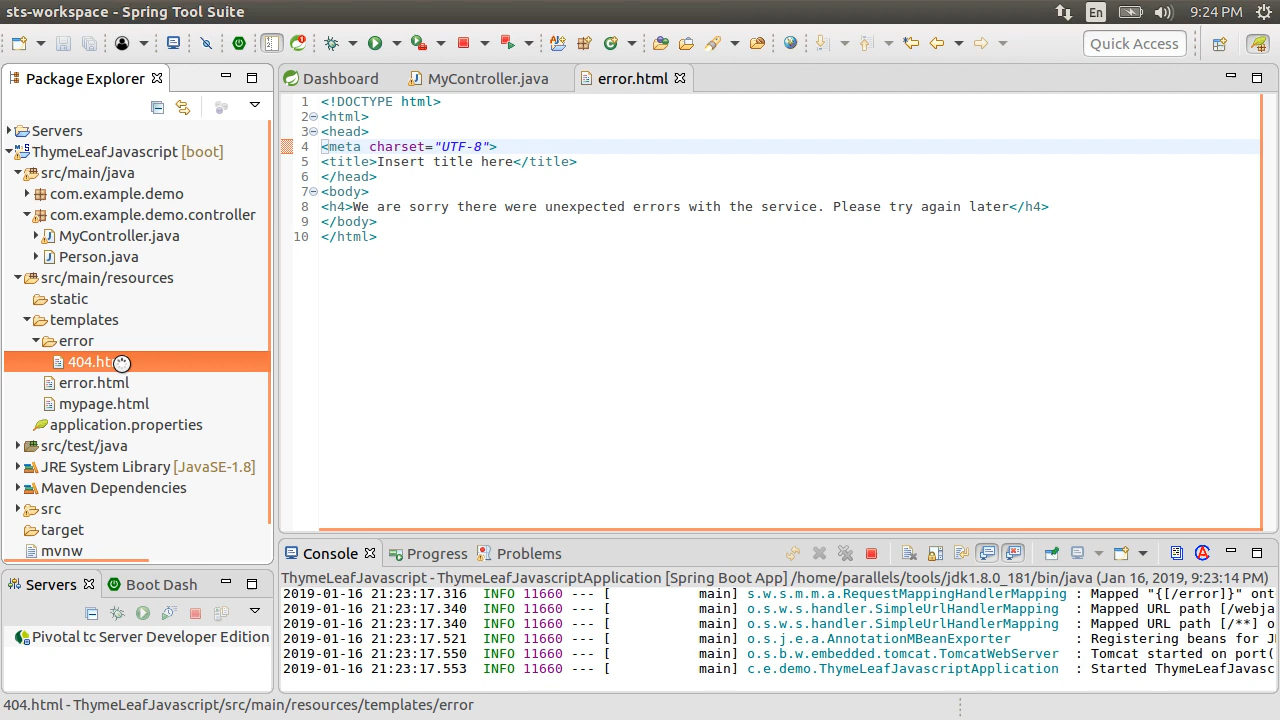 sts-workspace - Spring Tool Suite
En
9:24 PM
Quick Access
Package Explorer
Servers
ThymeLeafJavascript [boot]
src/main/java
com.example.demo
com.example.demo.controller
MyController.java
Person.java
src/main/resources
static
templates
error
404.ht
error.html
mypage.html
application.properties
src/test/java
JRE System Library [JavaSE-1.8]
Maven Dependencies
src
target
mvnw
Dashboard
MyController.java
error.html
1 <!DOCTYPE html>
2 <html>
3 <head>
4 <meta charset="UTF-8">
5 <title>Insert title here</title>
6 </head>
7 <body>
8 <h4>We are sorry there were unexpected errors with the service. Please try again later</h4>
9 </body>
10 </html>
Servers
Boot Dash
Pivotal tc Server Developer Edition
Console
Progress
Problems
ThymeLeafJavascript - ThymeLeafJavascriptApplication [Spring Boot App] /home/parallels/tools/jdk1.8.0_181/bin/java (Jan 16, 2019, 9:23:14 PM)
2019-01-16 21:23:17.316 INFO 11660 --- [ main] s.w.s.m.m.a.RequestMappingHandlerMapping : Mapped "{[/error]}" ont
2019-01-16 21:23:17.340 INFO 11660 --- [ main] o.s.w.s.handler.SimpleUrlHandlerMapping : Mapped URL path [/webja
2019-01-16 21:23:17.340 INFO 11660 --- [ main] o.s.w.s.handler.SimpleUrlHandlerMapping : Mapped URL path [/**] o
2019-01-16 21:23:17.524 INFO 11660 --- [ main] o.s.j.e.a.AnnotationMBeanExporter : Registering beans for J
2019-01-16 21:23:17.550 INFO 11660 --- [ main] o.s.b.w.embedded.tomcat.TomcatWebServer : Tomcat started on port(
2019-01-16 21:23:17.553 INFO 11660 --- [ main] c.e.demo.ThymeLeafJavascriptApplication : Started ThymeLeafJavasc
404.html - ThymeLeafJavascript/src/main/resources/templates/error